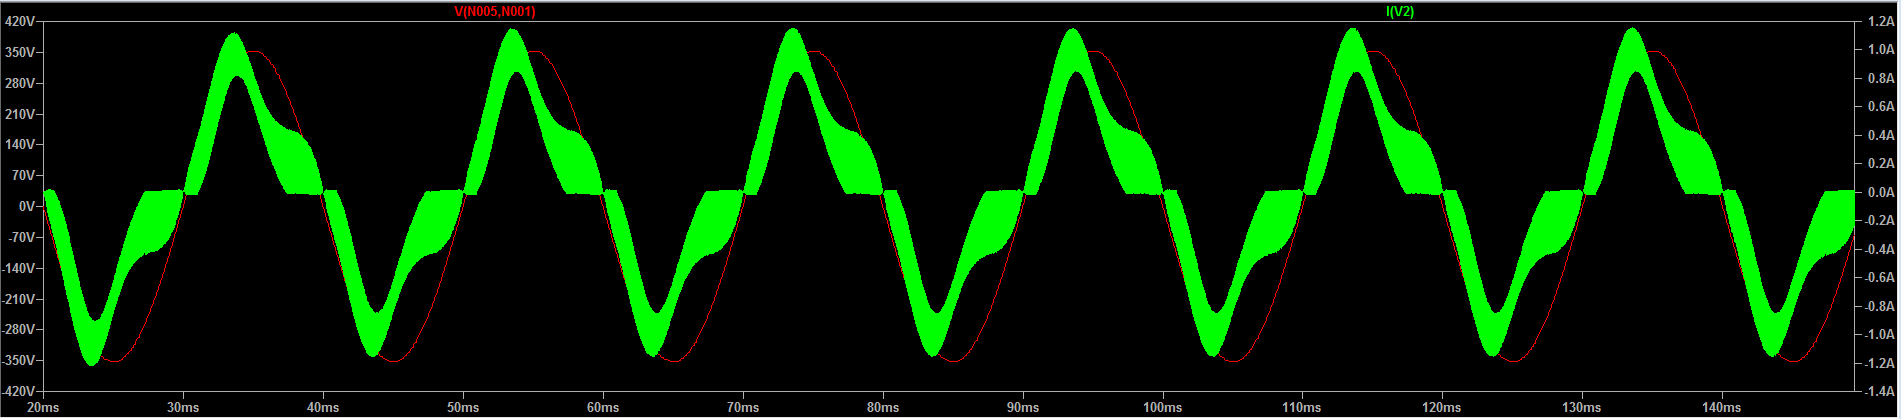 V(N005,N001) I(V2)
420V 1.2A
350V 1.0A
280V 0.8A
210V 0.6A
140V 0.4A
70V 0.2A
0V 0.0A
-70V -0.2A
-140V -0.4A
-210V -0.6A
-280V -0.8A
-350V -1.0A
-420V -1.2A
-1.4A
20ms 30ms 40ms 50ms 60ms 70ms 80ms 90ms 100ms 110ms 120ms 130ms 140ms